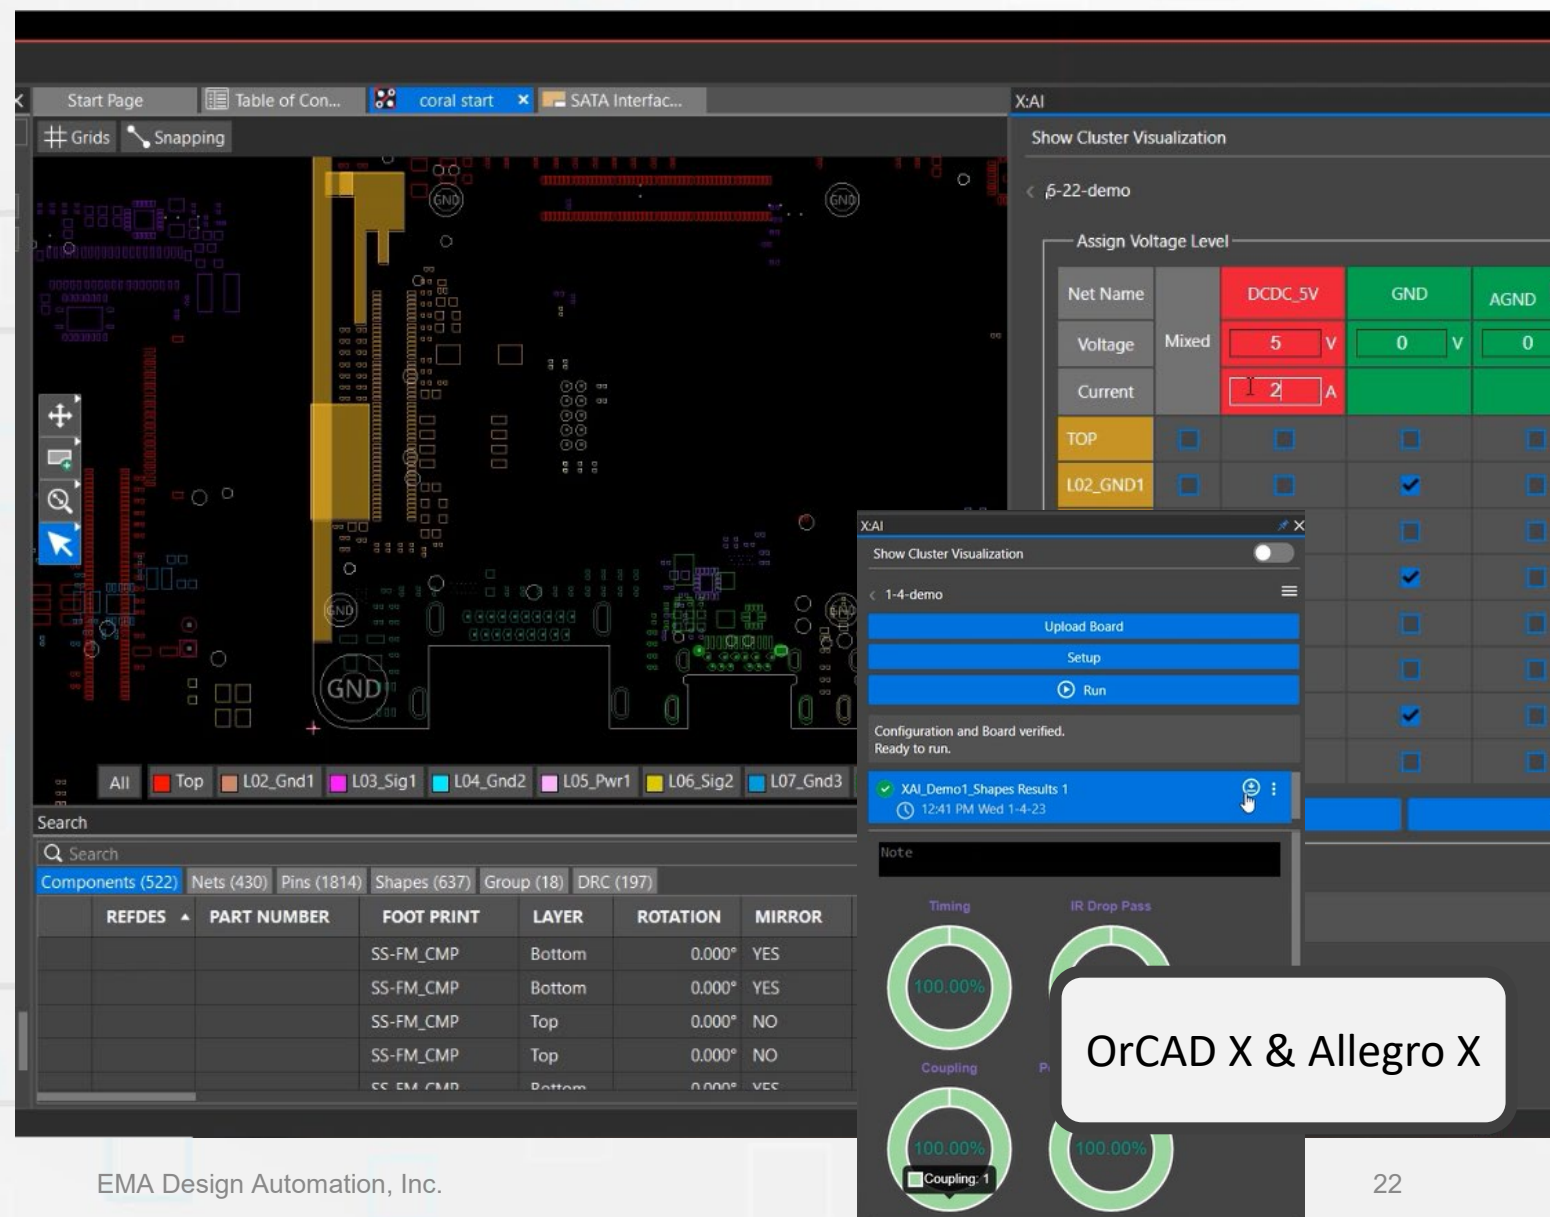 Start Page
Table of Con...
coral start
SATA Interfac...
Grids
Snapping
GND
GND
GND
GND
All
Top
L02_Gnd1
L03_Sig1
L04_Gnd2
L05_Pwr1
L06_Sig2
L07_Gnd3
Search
Search
Components (522)
Nets (430)
Pins (1814)
Shapes (637)
Group (18)
DRC (197)
REFDES
PART NUMBER
FOOT PRINT
LAYER
ROTATION
MIRROR
SS-FM_CMP Bottom 0.000° YES
SS-FM_CMP Bottom 0.000° YES
SS-FM_CMP Top 0.000° NO
SS-FM_CMP Top 0.000° NO
SS-FM_CMP Bottom 0.000° YES
X:AI
Show Cluster Visualization
6-22-demo
Assign Voltage Level
Net Name DCDC_5V GND AGND
Voltage Mixed 5 V 0 V 0
Current 2 A
TOP
L02_GND1
X:AI
Show Cluster Visualization
1-4-demo
Upload Board
Setup
Run
Configuration and Board verified.
Ready to run.
XAI_Demo1_Shapes Results 1
12:41 PM Wed 1-4-23
Note
Timing
IR Drop Pass
100.00%
Coupling
100.00%
100.00%
Coupling: 1
OrCAD X & Allegro X
EMA Design Automation, Inc.
22